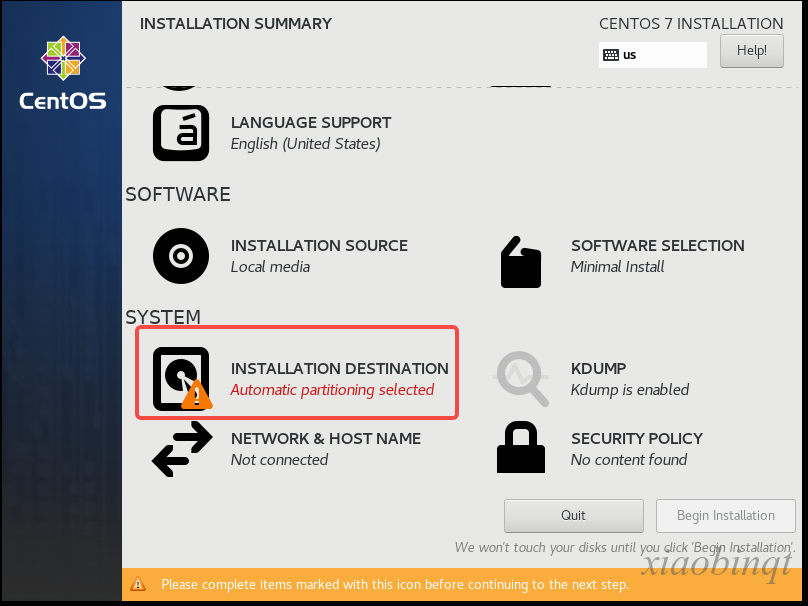 INSTALLATION SUMMARY
CENTOS 7 INSTALLATION
us
Help!
CentOS
LANGUAGE SUPPORT
English (United States)
SOFTWARE
INSTALLATION SOURCE
Local media
SOFTWARE SELECTION
Minimal Install
SYSTEM
INSTALLATION DESTINATION
Automatic partitioning selected
KDUMP
Kdump is enabled
NETWORK & HOST NAME
Not connected
SECURITY POLICY
No content found
Quit
Begin Installation
We won't touch your disks until you click 'Begin Installation'.
xiaobinqt
Please complete items marked with this icon before continuing to the next step.